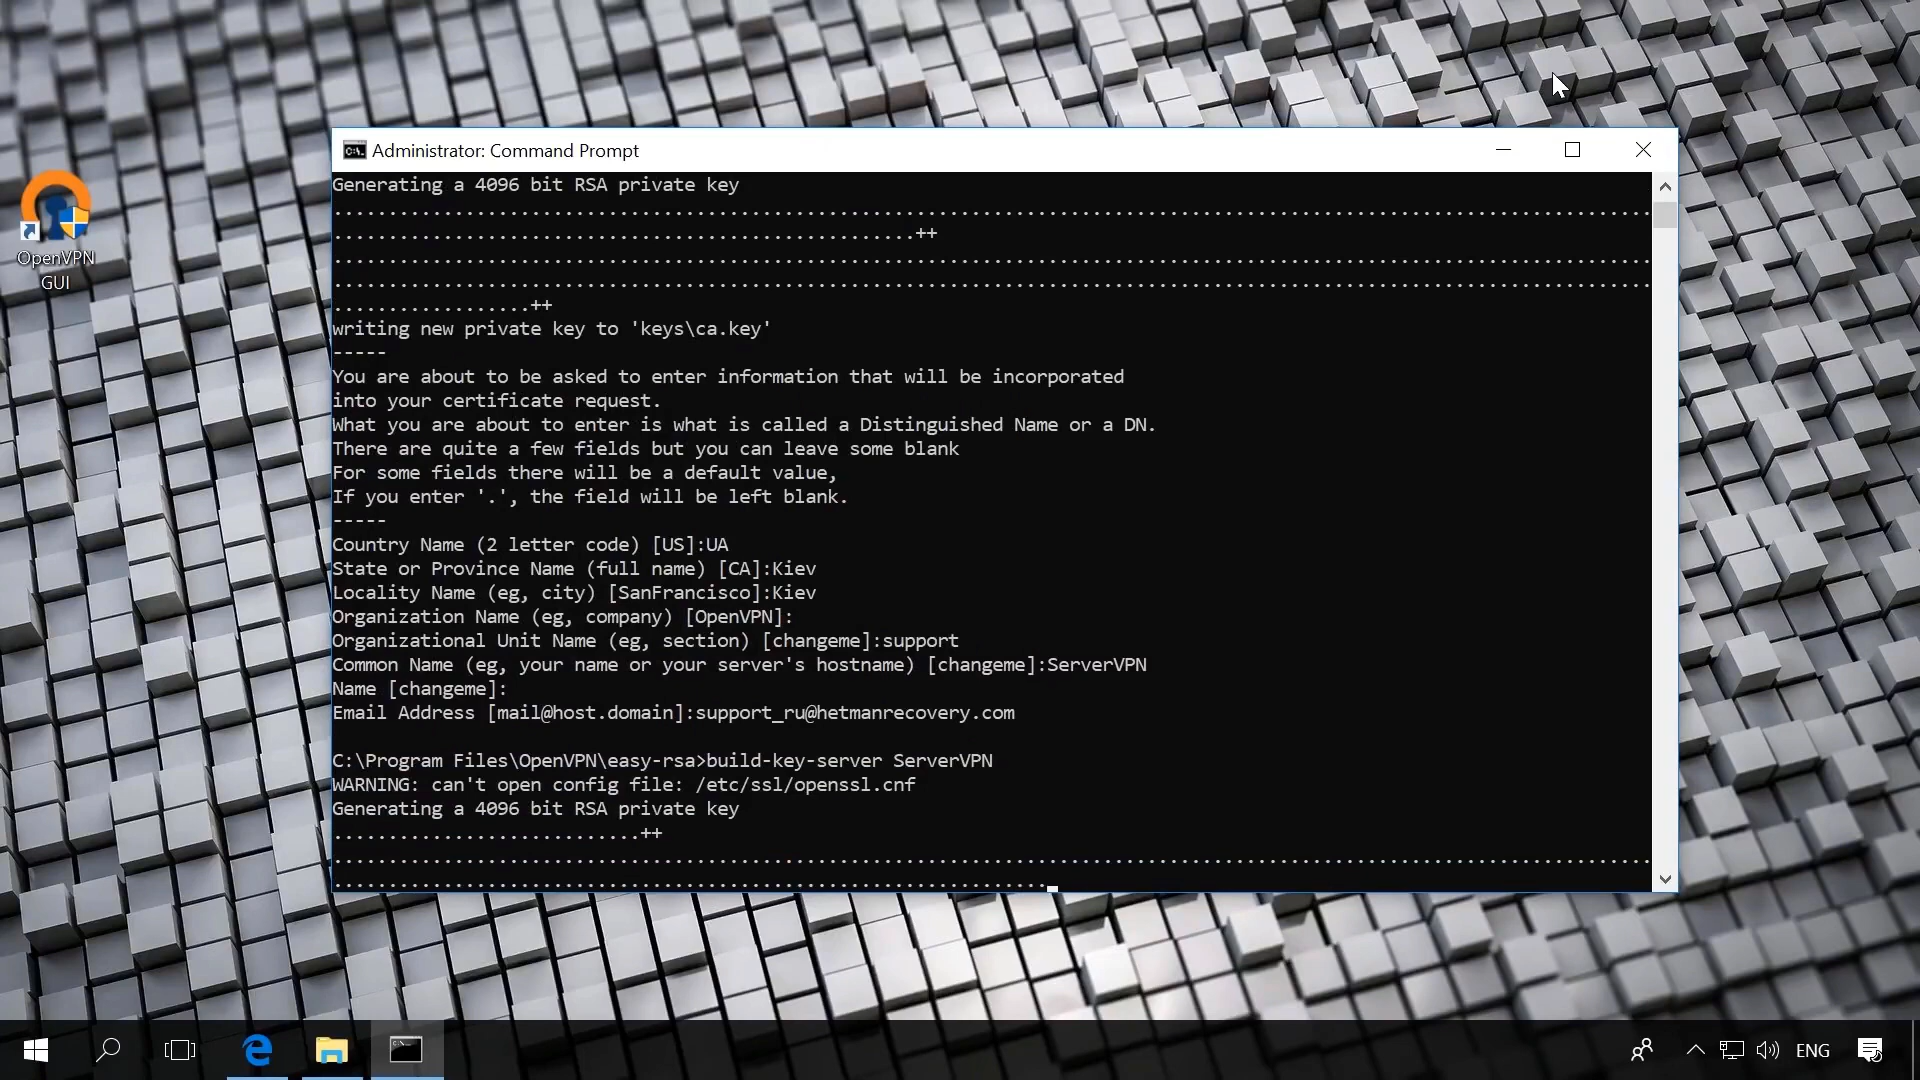 Administrator: Command Prompt
Generating a 4096 bit RSA private key
........................................................................................................................
.....................................................++
........................................................................................................................
........................................................................................................................
..................++
writing new private key to 'keys\ca.key'
-----
You are about to be asked to enter information that will be incorporated
into your certificate request.
What you are about to enter is what is called a Distinguished Name or a DN.
There are quite a few fields but you can leave some blank
For some fields there will be a default value,
If you enter '.', the field will be left blank.
-----
Country Name (2 letter code) [US]:UA
State or Province Name (full name) [CA]:Kiev
Locality Name (eg, city) [SanFrancisco]:Kiev
Organization Name (eg, company) [OpenVPN]:
Organizational Unit Name (eg, section) [changeme]:support
Common Name (eg, your name or your server's hostname) [changeme]:ServerVPN
Name [changeme]:
Email Address [mail@host.domain]:support_ru@hetmanrecovery.com
C:\Program Files\OpenVPN\easy-rsa>build-key-server ServerVPN
WARNING: can't open config file: /etc/ssl/openssl.cnf
Generating a 4096 bit RSA private key
............................++
........................................................................................................................
.................................................................
OpenVPN
GUI
ENG